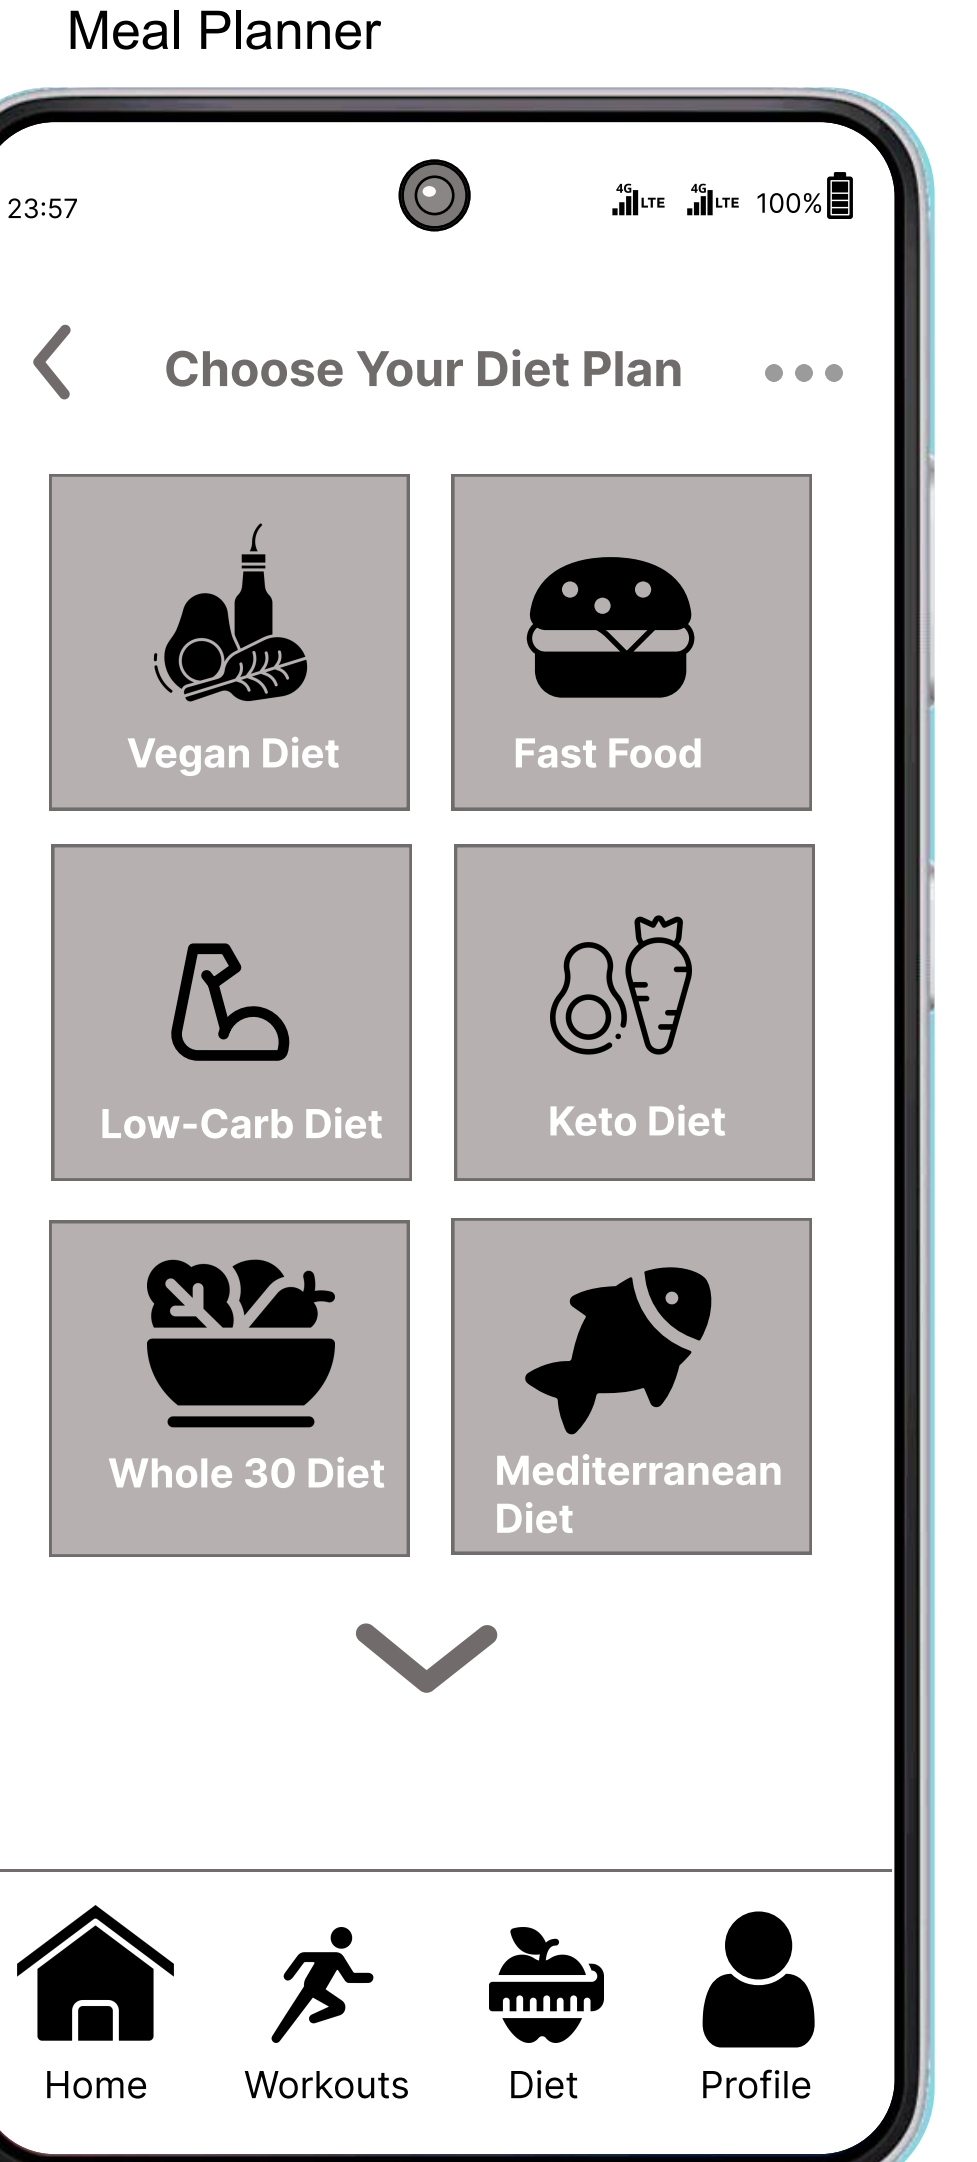 Meal Planner
23:57
4G LTE 4G LTE 100%
Choose Your Diet Plan
Vegan Diet
Fast Food
Low-Carb Diet
Keto Diet
Whole 30 Diet
Mediterranean
Diet
Home
Workouts
Diet
Profile